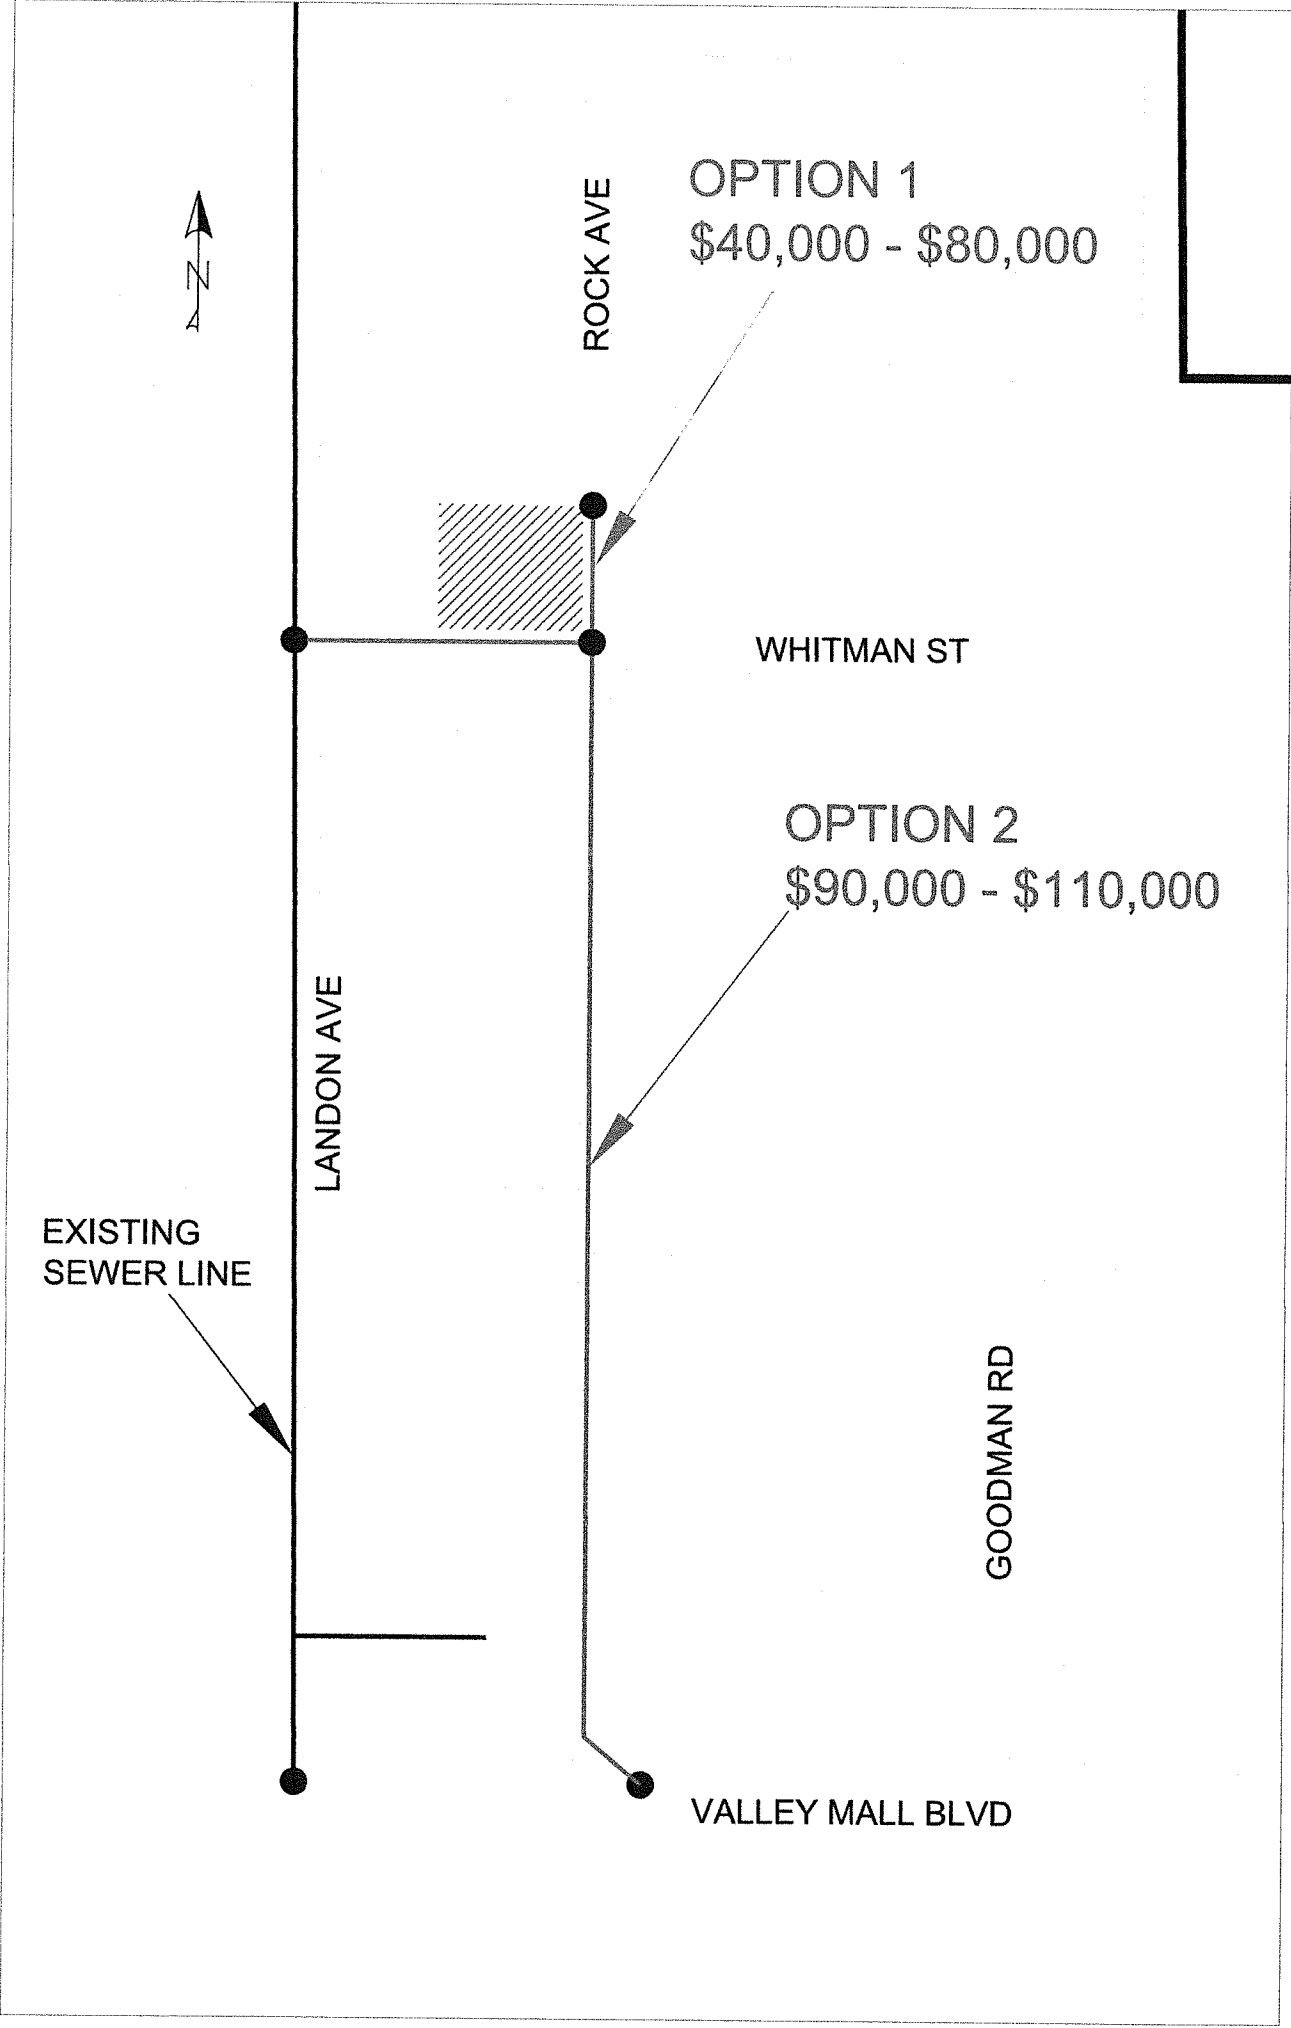 N
ROCK AVE
OPTION 1
$40,000 - $80,000
WHITMAN ST
OPTION 2
$90,000 - $110,000
LANDON AVE
EXISTING
SEWER LINE
GOODMAN RD
VALLEY MALL BLVD